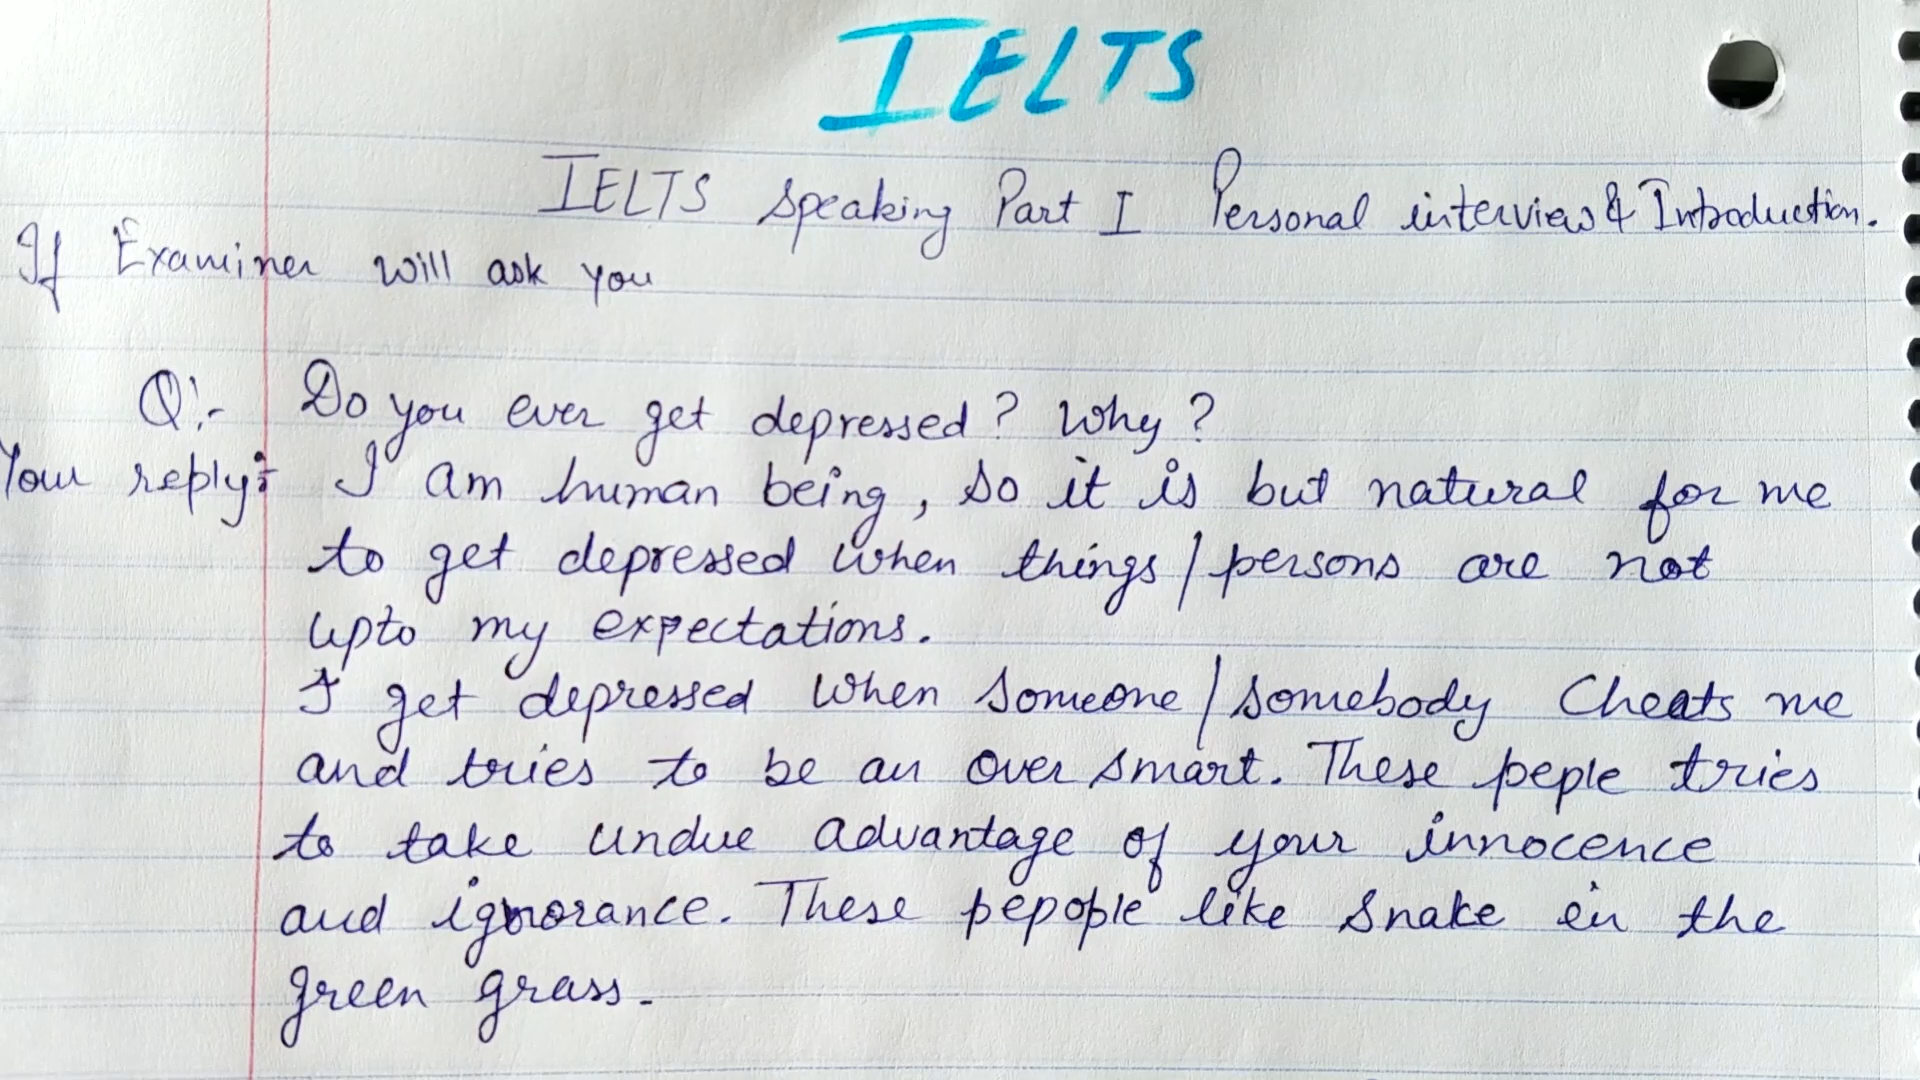 IELTS
IELTS speaking Part I Personal interview & Introduction.
If Examiner will ask you
Q:- Do you ever get depressed? Why?
Your reply:- I am human being, so it is but natural for me
to get depressed when things / persons are not
upto my expectations.
I get depressed when someone / somebody Cheats me
and tries to be an over smart. These peple tries
to take undue advantage of your innocence
and ignorance. These pepople like snake in the
green grass.